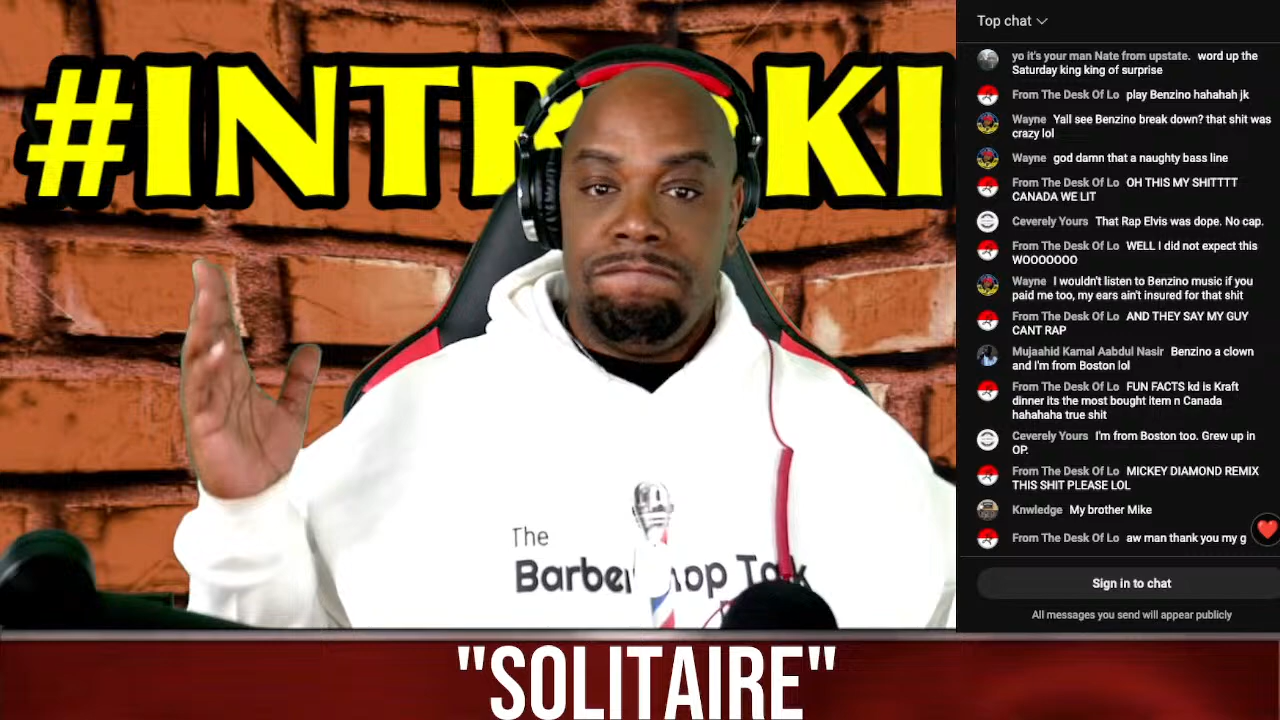 #INTR KI
The
Barber hop Talk
"SOLITAIRE"
Top chat
yo it's your man Nate from upstate. word up the
Saturday king king of surprise
From The Desk Of Lo play Benzino hahahah jk
Wayne Yall see Benzino break down? that shit was
crazy lol
Wayne god damn that a naughty bass line
From The Desk Of Lo OH THIS MY SHITTTT
CANADA WE LIT
Ceverely Yours That Rap Elvis was dope. No cap.
From The Desk Of Lo WELL I did not expect this
WOOOOOOO
Wayne I wouldn't listen to Benzino music if you
paid me too, my ears ain't insured for that shit
From The Desk Of Lo AND THEY SAY MY GUY
CANT RAP
Mujaahid Kamal Aabdul Nasir Benzino a clown
and I'm from Boston lol
From The Desk Of Lo FUN FACTS kd is Kraft
dinner its the most bought item n Canada
hahahaha true shit
Ceverely Yours I'm from Boston too. Grew up in
OP.
From The Desk Of Lo MICKEY DIAMOND REMIX
THIS SHIT PLEASE LOL
Knwledge My brother Mike
From The Desk Of Lo aw man thank you my g
Sign in to chat
All messages you send will appear publicly